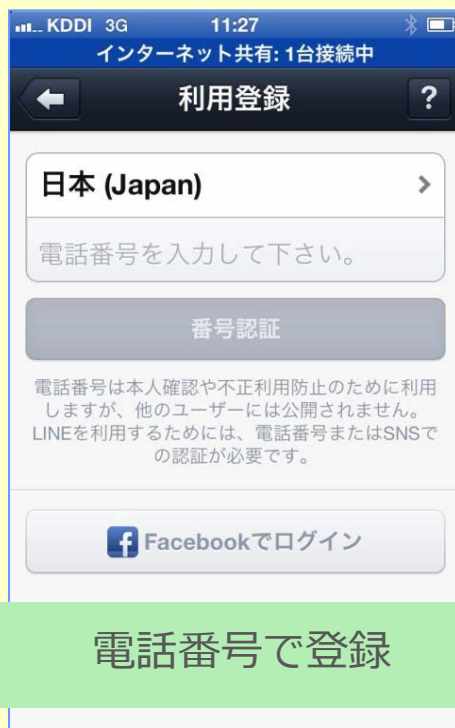 KDDI 3G 11:27
インターネット共有: 1台接続中
利用登録 ?
日本 (Japan)
電話番号を入力して下さい。
番号認証
電話番号は本人確認や不正利用防止のために利用
しますが、他のユーザーには公開されません。
LINEを利用するためには、電話番号またはSNSで
の認証が必要です。
f Facebookでログイン
電話番号で登録